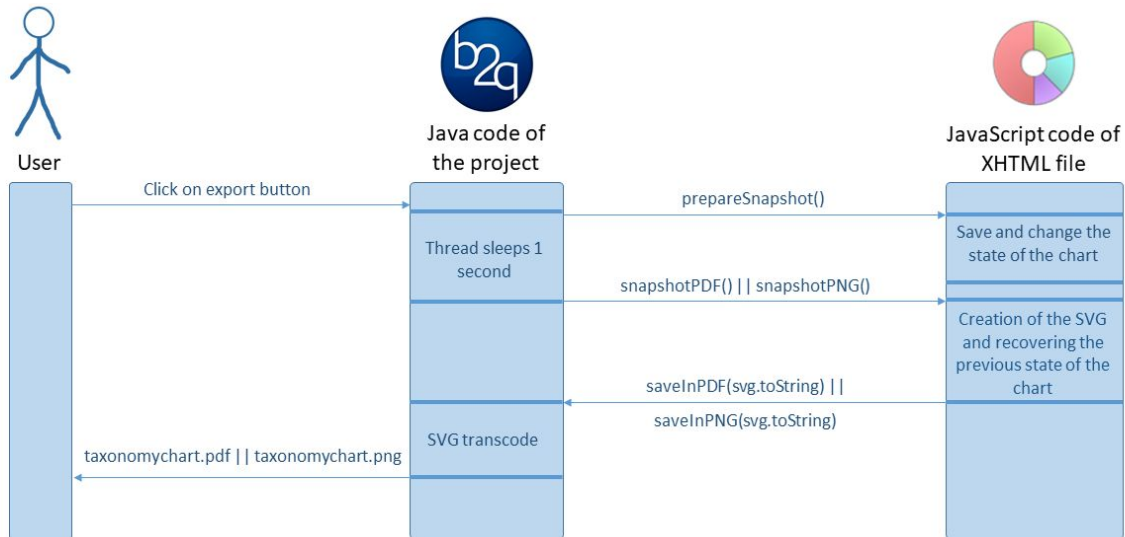 b2q
Java code of
the project
JavaScript code of
XHTML file
User
Click on export button
prepareSnapshot()
Save and change the
state of the chart
Thread sleeps 1
second
snapshotPDF() || snapshotPNG()
Creation of the SVG
and recovering the
previous state of the
chart
saveInPDF(svg.toString) ||
saveInPNG(svg.toString)
SVG transcode
taxonomychart.pdf || taxonomychart.png